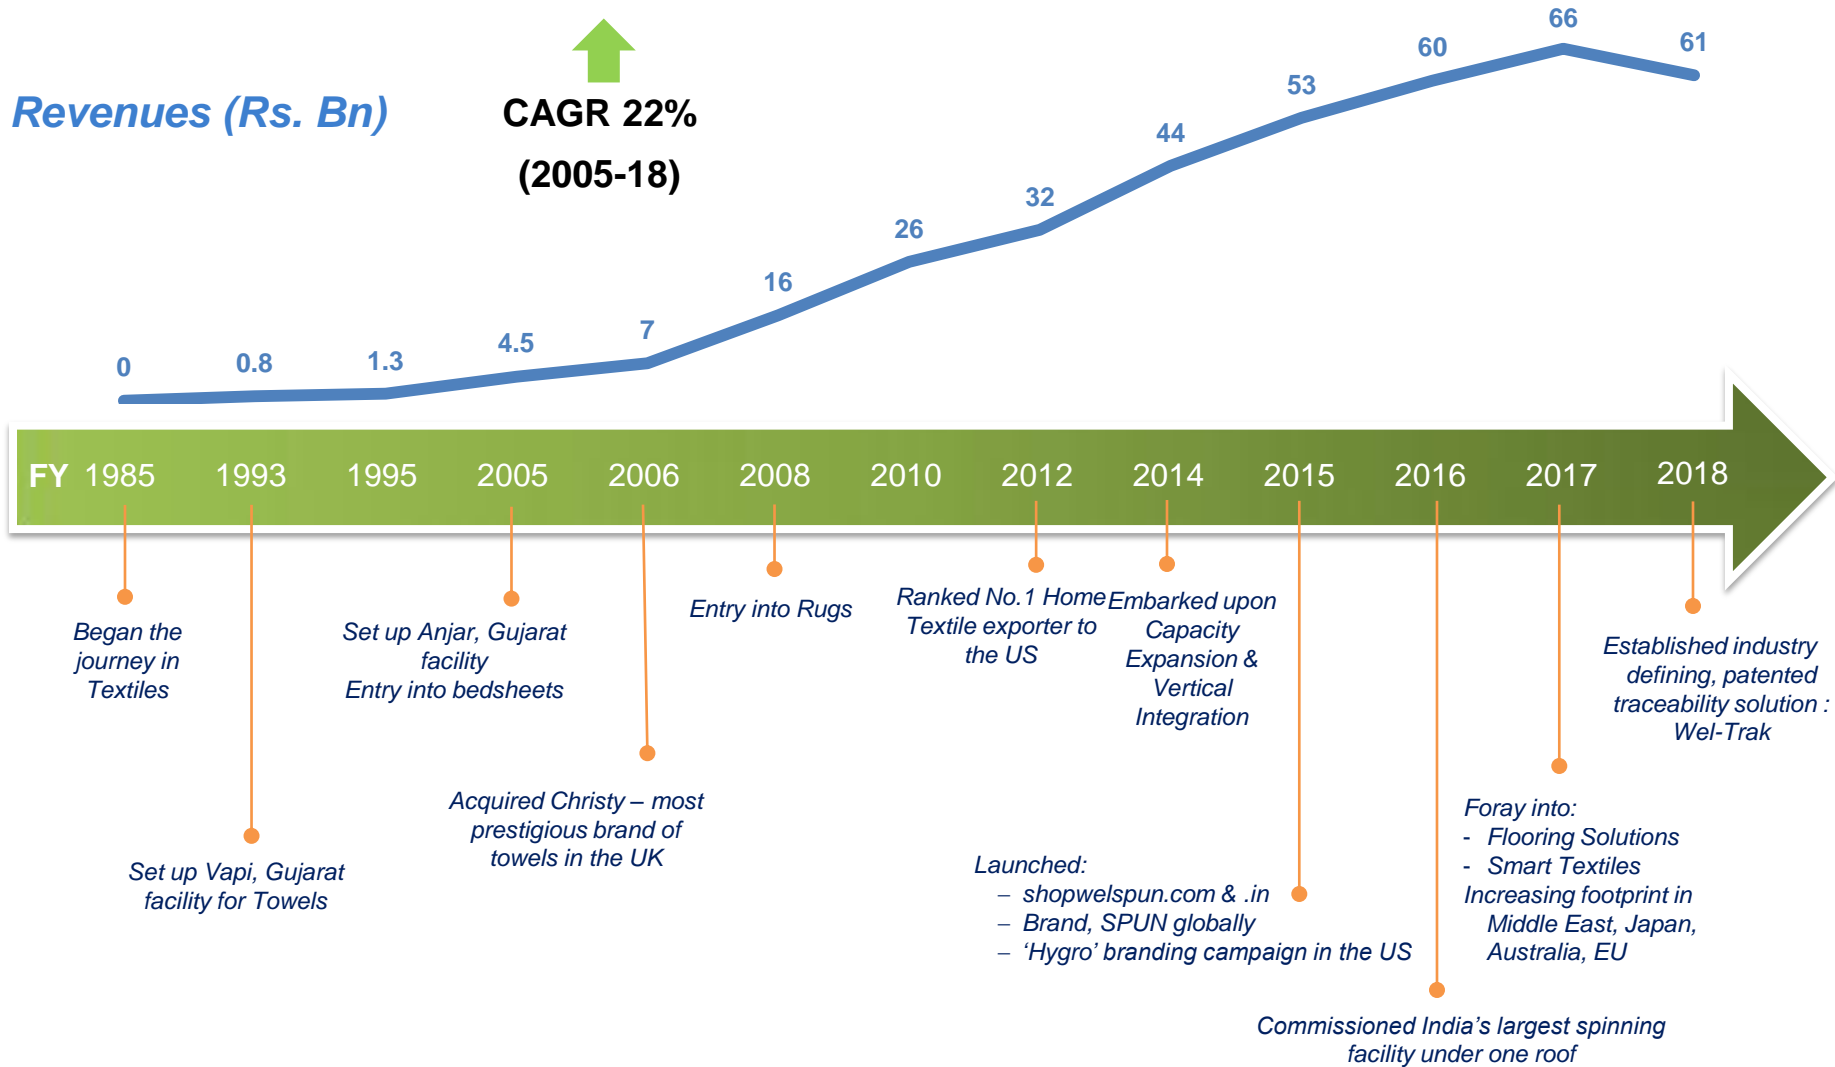 Revenues (Rs. Bn)
CAGR 22%
(2005-18)
0
0.8
1.3
4.5
7
16
26
32
44
53
60
66
61
FY 1985 1993 1995 2005 2006 2008 2010 2012 2014 2015 2016 2017 2018
Began the
journey in
Textiles
Set up Vapi, Gujarat
facility for Towels
Set up Anjar, Gujarat
facility
Entry into bedsheets
Acquired Christy – most
prestigious brand of
towels in the UK
Entry into Rugs
Ranked No.1 Home
Textile exporter to
the US
Embarked upon
Capacity
Expansion &
Vertical
Integration
Launched:
– shopwelspun.com & .in
– Brand, SPUN globally
– ‘Hygro’ branding campaign in the US
Commissioned India’s largest spinning
facility under one roof
Foray into:
- Flooring Solutions
- Smart Textiles
Increasing footprint in
Middle East, Japan,
Australia, EU
Established industry
defining, patented
traceability solution :
Wel-Trak